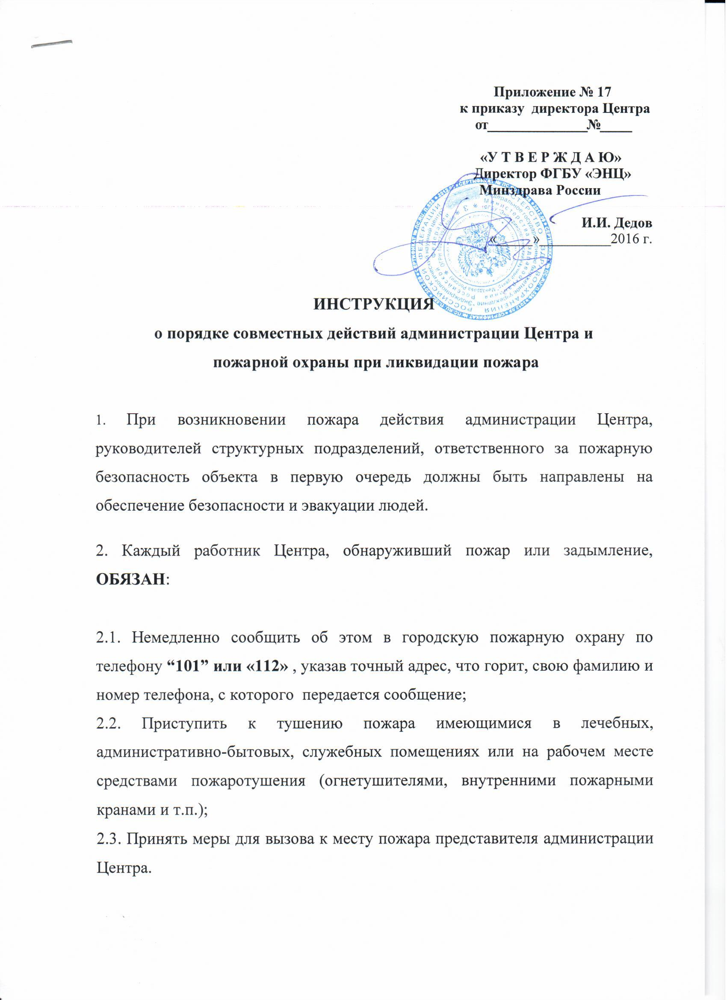 Приложение № 17
к приказу директора Центра
от______________№____
«У Т В Е Р Ж Д А Ю»
Директор ФГБУ «ЭНЦ»
Минздрава России
И.И. Дедов
«_____»__________2016 г.
ИНСТРУКЦИЯ
о порядке совместных действий администрации Центра и
пожарной охраны при ликвидации пожара
1. При возникновении пожара действия администрации Центра,
руководителей структурных подразделений, ответственного за пожарную
безопасность объекта в первую очередь должны быть направлены на
обеспечение безопасности и эвакуации людей.
2. Каждый работник Центра, обнаруживший пожар или задымление,
ОБЯЗАН:
2.1. Немедленно сообщить об этом в городскую пожарную охрану по
телефону “101” или «112» , указав точный адрес, что горит, свою фамилию и
номер телефона, с которого передается сообщение;
2.2. Приступить к тушению пожара имеющимися в лечебных,
административно-бытовых, служебных помещениях или на рабочем месте
средствами пожаротушения (огнетушителями, внутренними пожарными
кранами и т.п.);
2.3. Принять меры для вызова к месту пожара представителя администрации
Центра.